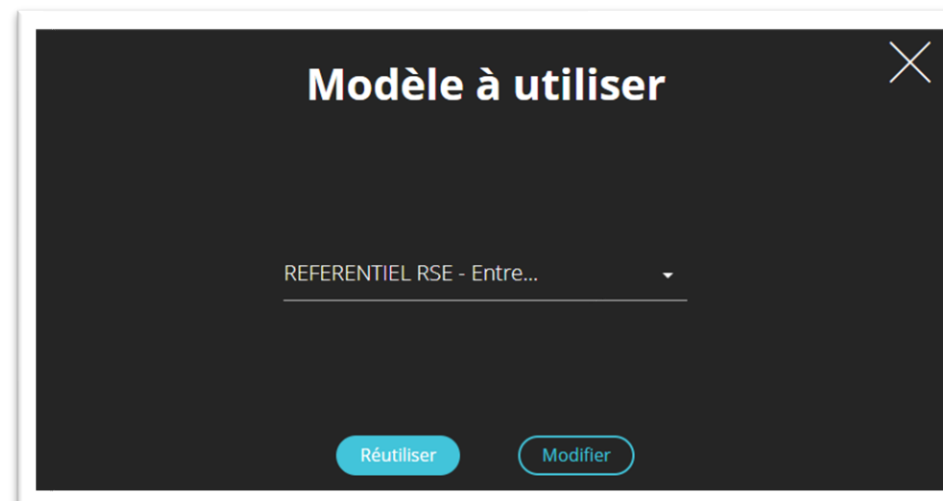 Modèle à utiliser
REFERENTIEL RSE - Entre...
Réutiliser
Modifier